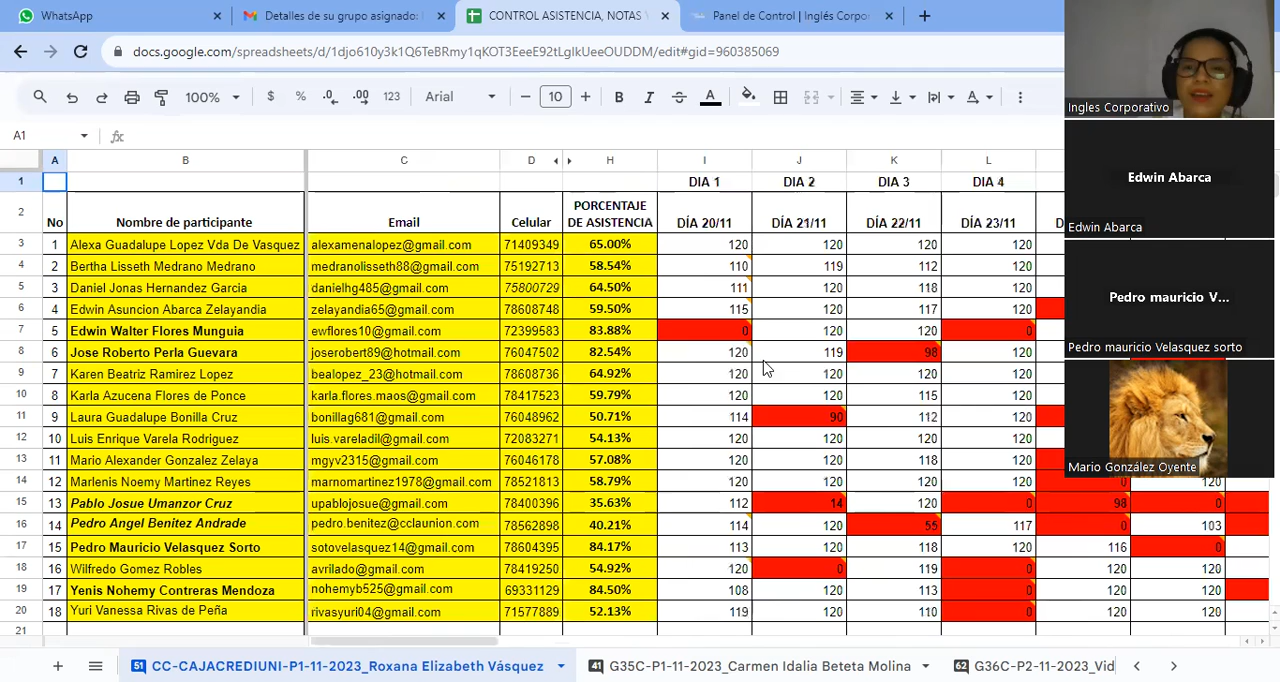 WhatsApp
Detalles de su grupo asignado:
CONTROL ASISTENCIA, NOTAS Y
Panel de Control | Inglés Corpor
docs.google.com/spreadsheets/d/1djo610y3k1Q6TeBRmy1qKOT3EeeE92tLgIkUeeOUDDM/edit#gid=960385069
100% $ % .0 .00 123 Arial 10 B I A
A1 fx
A B C D H I J K L
1 DIA 1 DIA 2 DIA 3 DIA 4
2 No Nombre de participante Email Celular PORCENTAJE DE ASISTENCIA DÍA 20/11 DÍA 21/11 DÍA 22/11 DÍA 23/11 D
3 1 Alexa Guadalupe Lopez Vda De Vasquez alexamenalopez@gmail.com 71409349 65.00% 120 120 120 120
4 2 Bertha Lisseth Medrano Medrano medranolisseth88@gmail.com 75192713 58.54% 110 119 112 120
5 3 Daniel Jonas Hernandez Garcia danielhg485@gmail.com 75800729 64.50% 111 120 118 120
6 4 Edwin Asuncion Abarca Zelayandia zelayandia65@gmail.com 78608748 59.50% 115 120 117 120
7 5 Edwin Walter Flores Munguia ewflores10@gmail.com 72399583 83.88% 0 120 120 0
8 6 Jose Roberto Perla Guevara joserobert89@hotmail.com 76047502 82.54% 120 119 98 120
9 7 Karen Beatriz Ramirez Lopez bealopez_23@hotmail.com 78608736 64.92% 120 120 120 120
10 8 Karla Azucena Flores de Ponce karla.flores.maos@gmail.com 78417523 59.79% 120 120 115 120
11 9 Laura Guadalupe Bonilla Cruz bonillag681@gmail.com 76048962 50.71% 114 90 112 120
12 10 Luis Enrique Varela Rodriguez luis.vareladil@gmail.com 72083271 54.13% 120 120 120 120
13 11 Mario Alexander Gonzalez Zelaya mgyv2315@gmail.com 76046178 57.08% 120 120 118 120
14 12 Marlenis Noemy Martinez Reyes marnomartinez1978@gmail.com 78521813 58.79% 120 120 120 120 0 120
15 13 Pablo Josue Umanzor Cruz upablojosue@gmail.com 78400396 35.63% 112 14 120 0 98 0
16 14 Pedro Angel Benitez Andrade pedro.benitez@cclaunion.com 78562898 40.21% 114 120 55 117 0 103
17 15 Pedro Mauricio Velasquez Sorto sotovelasquez14@gmail.com 78604395 84.17% 113 120 118 120 116 0
18 16 Wilfredo Gomez Robles avrilado@gmail.com 78419250 54.92% 120 0 119 0 120 120
19 17 Yenis Nohemy Contreras Mendoza nohemyb525@gmail.com 69331129 84.50% 108 120 113 0 120 120
20 18 Yuri Vanessa Rivas de Peña rivasyuri04@gmail.com 71577889 52.13% 119 120 110 0 120 120
21
51 CC-CAJACREDIUNI-P1-11-2023_Roxana Elizabeth Vásquez
41 G35C-P1-11-2023_Carmen Idalia Beteta Molina
62 G36C-P2-11-2023_Vid
Ingles Corporativo
Edwin Abarca
Edwin Abarca
Pedro mauricio V...
Pedro mauricio Velasquez sorto
Mario González Oyente